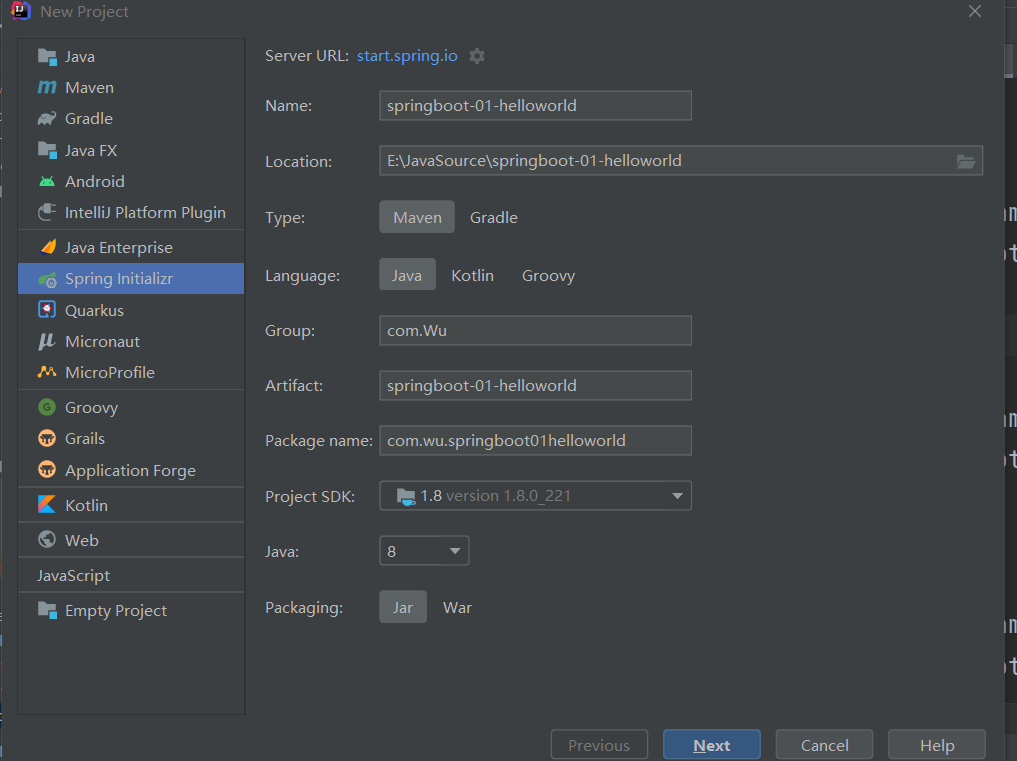 New Project
Java
Maven
Gradle
Java FX
Android
IntelliJ Platform Plugin
Java Enterprise
Spring Initializr
Quarkus
Micronaut
MicroProfile
Groovy
Grails
Application Forge
Kotlin
Web
JavaScript
Empty Project
Server URL: start.spring.io
Name: springboot-01-helloworld
Location: E:\JavaSource\springboot-01-helloworld
Type: Maven Gradle
Language: Java Kotlin Groovy
Group: com.Wu
Artifact: springboot-01-helloworld
Package name: com.wu.springboot01helloworld
Project SDK: 1.8 version 1.8.0_221
Java: 8
Packaging: Jar War
Previous Next Cancel Help